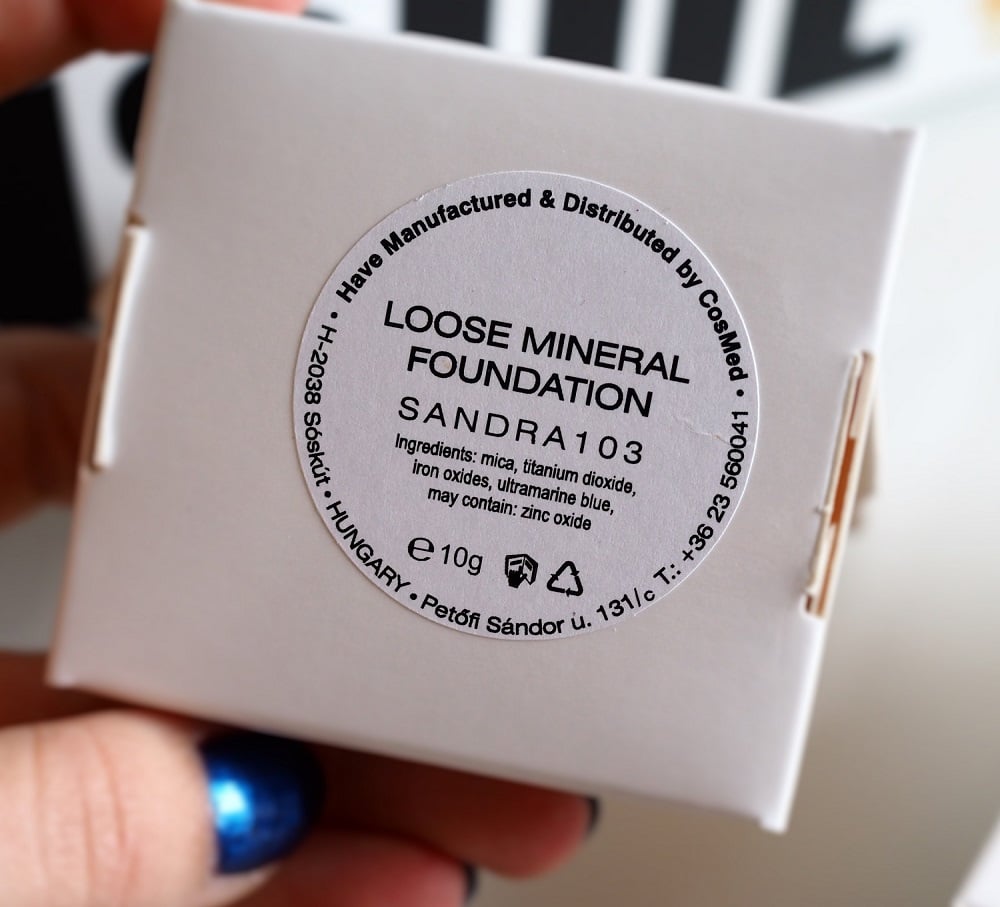 • Have Manufactured & Distributed by CosMed •
LOOSE MINERAL
FOUNDATION
SANDRA103
Ingredients: mica, titanium dioxide,
iron oxides, ultramarine blue,
may contain: zinc oxide
℮ 10g
H-2038 Sóskút • HUNGARY • Petőfi Sándor u. 131/c T.: +36 23 560041